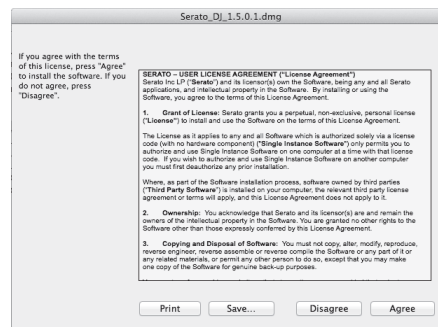 Serato_DJ_1.5.0.1.dmg
If you agree with the terms
of this license, press "Agree"
to install the software. If you
do not agree, press
"Disagree".
SERATO – USER LICENSE AGREEMENT ("License Agreement")
Serato Inc LP ("Serato") and its licensor(s) own the Software, being any and all Serato
applications, and intellectual property in the Software. By installing or using the
Software, you agree to the terms of this License Agreement.
1. Grant of License: Serato grants you a perpetual, non-exclusive, personal license
("License") to install and use the Software on the terms of this License Agreement.
The License as it applies to any and all Software which is authorized solely via a license
code (with no hardware component) ("Single Instance Software") only permits you to
authorize and use Single Instance Software on one computer at a time with that license
code. If you wish to authorize and use Single Instance Software on another computer
you must first deauthorize any prior installation.
Where, as part of the Software installation process, software owned by third parties
("Third Party Software") is installed on your computer, the relevant third party license
agreement or terms will apply, and this License Agreement does not apply to it.
2. Ownership: You acknowledge that Serato and its licensor(s) are and remain the
owners of the intellectual property in the Software. You are granted no other rights to the
Software other than those expressly conferred by this License Agreement.
3. Copying and Disposal of Software: You must not copy, alter, modify, reproduce,
reverse engineer, reverse assemble or reverse compile the Software or any part of it or
any related materials, or permit any other person to do so, except that you may make
one copy of the Software for genuine back-up purposes.
Print Save... Disagree Agree